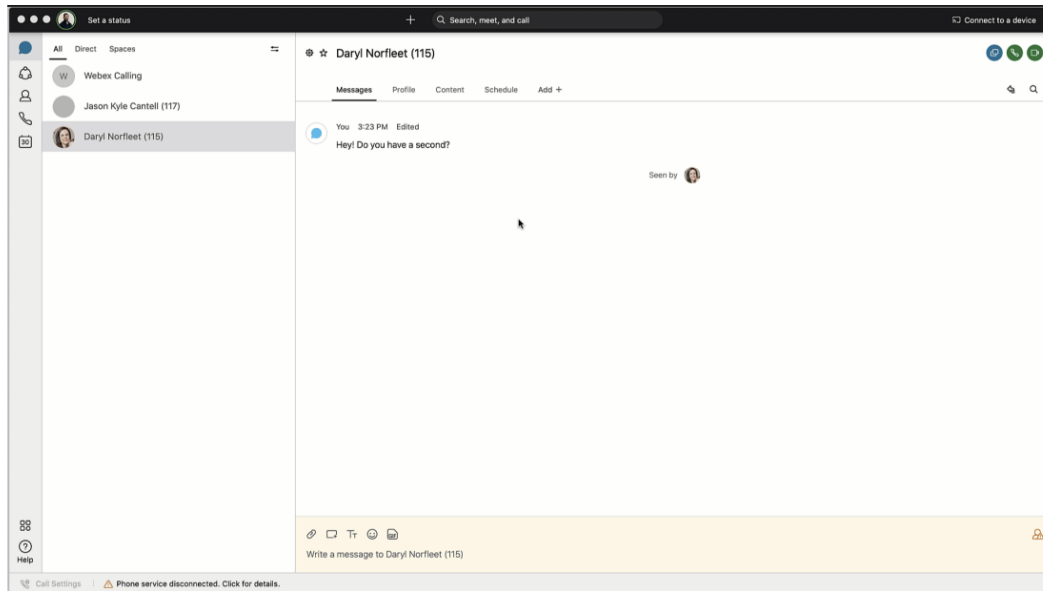 Set a status
Search, meet, and call
Connect to a device
All Direct Spaces
W Webex Calling
Jason Kyle Cantell (117)
Daryl Norfleet (115)
Daryl Norfleet (115)
Messages Profile Content Schedule Add +
You 3:23 PM Edited
Hey! Do you have a second?
Seen by
30
Help
GIF
Write a message to Daryl Norfleet (115)
Call Settings
Phone service disconnected. Click for details.